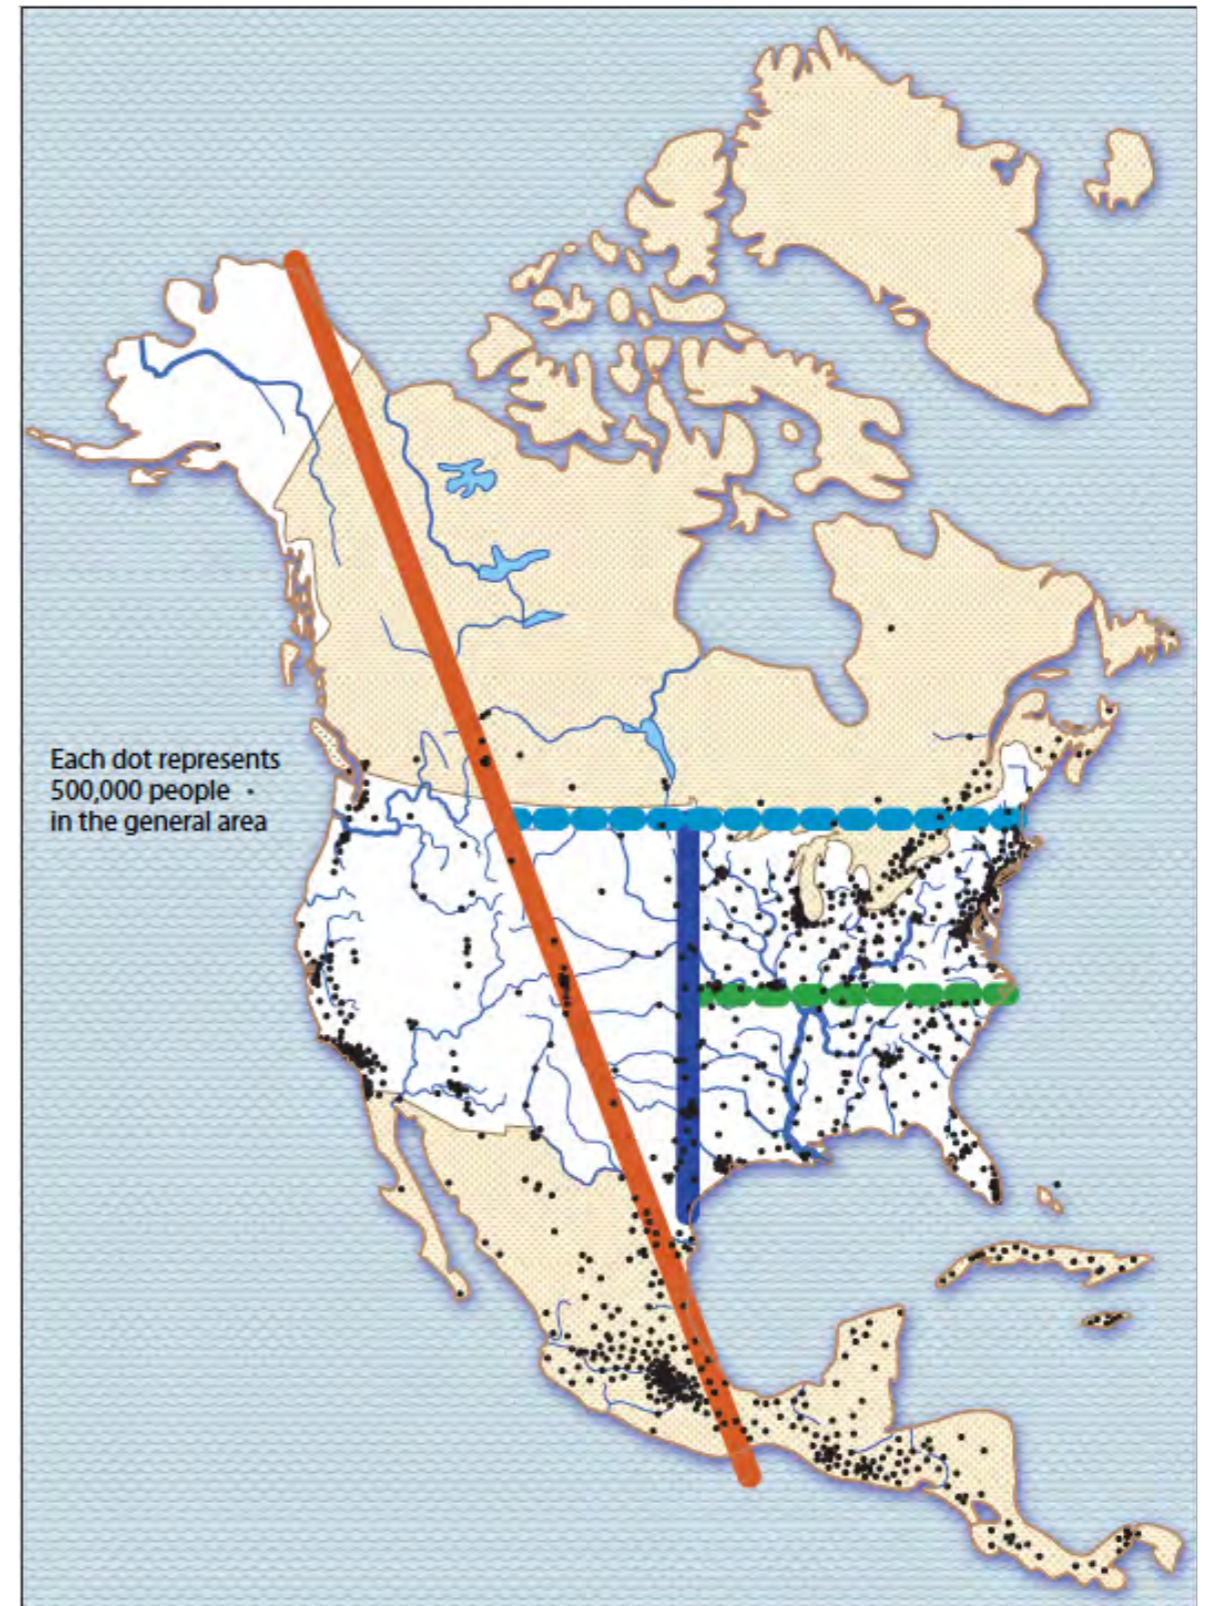 Each dot represents
500,000 people
in the general area